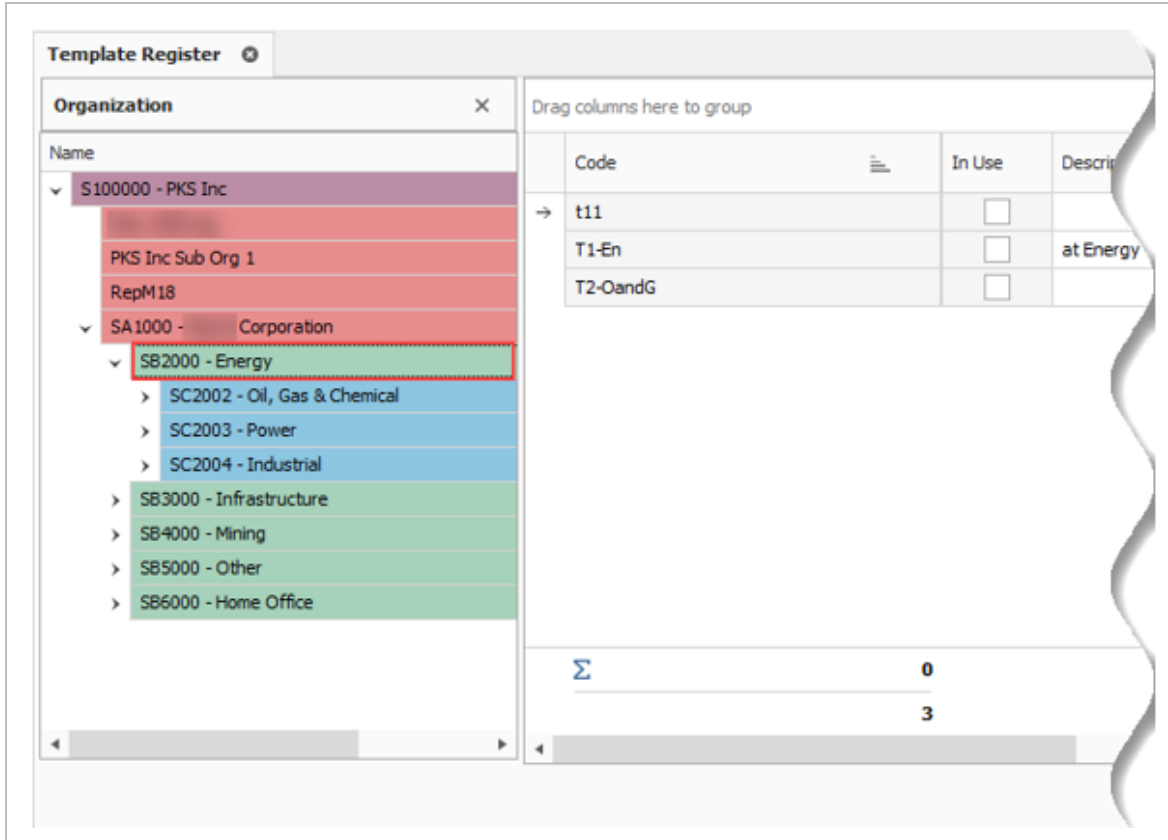 Template Register
Organization
Name
S100000 - PKS Inc
PKS Inc Sub Org 1
RepM18
SA1000 - Corporation
SB2000 - Energy
SC2002 - Oil, Gas & Chemical
SC2003 - Power
SC2004 - Industrial
SB3000 - Infrastructure
SB4000 - Mining
SB5000 - Other
SB6000 - Home Office
Drag columns here to group
Code In Use
t11
T1-En at Energy
T2-OandG
Σ 0
3